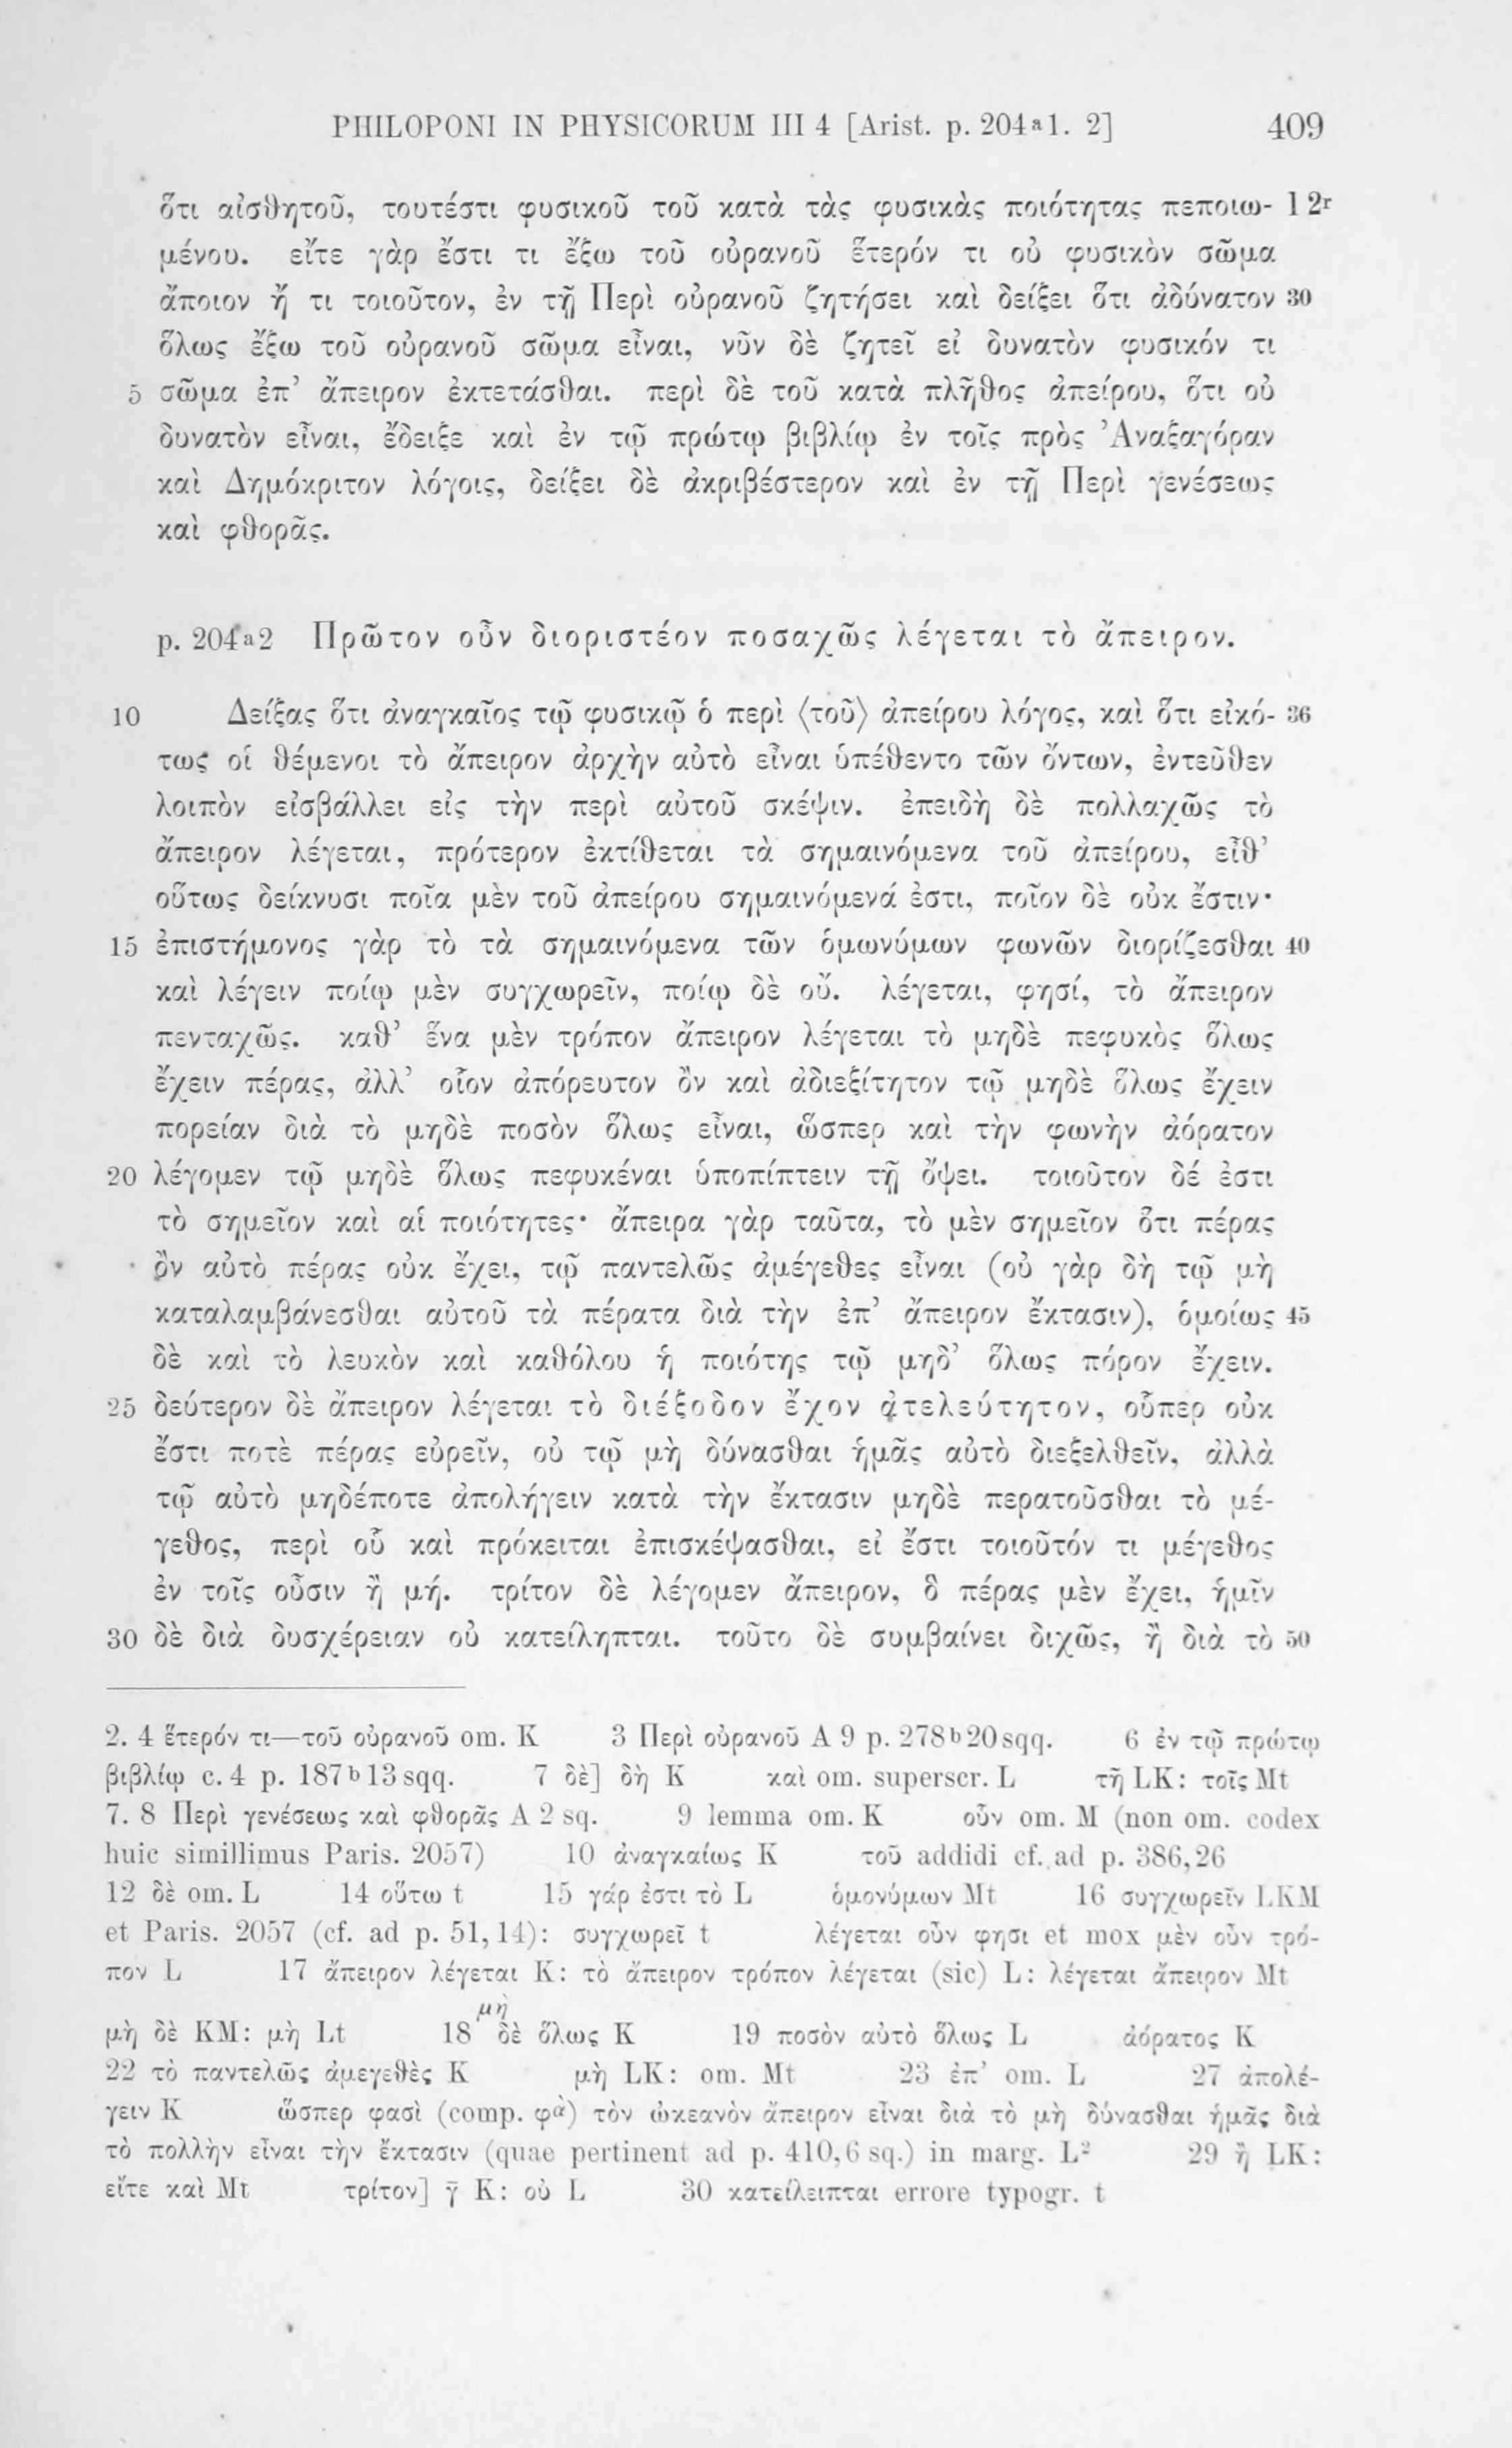 PHILOPONI IN PHYSICORUM III 4 [Arist. p. 204ᵃ1. 2] 409
ὅτι αἰσθητοῦ, τουτέστι φυσικοῦ τοῦ κατὰ τὰς φυσικὰς ποιότητας πεποιω- l 2ʳ
μένου. εἴτε γὰρ ἔστι τι ἔξω τοῦ οὐρανοῦ ἕτερόν τι οὐ φυσικὸν σῶμα
ἄποιον ἤ τι τοιοῦτον, ἐν τῇ Περὶ οὐρανοῦ ζητήσει καὶ δείξει ὅτι ἀδύνατον 30
ὅλως ἔξω τοῦ οὐρανοῦ σῶμα εἶναι, νῦν δὲ ζητεῖ εἰ δυνατὸν φυσικόν τι
5 σῶμα ἐπ’ ἄπειρον ἐκτετάσθαι. περὶ δὲ τοῦ κατὰ πλῆθος ἀπείρου, ὅτι οὐ
δυνατὸν εἶναι, ἔδειξε καὶ ἐν τῷ πρώτῳ βιβλίῳ ἐν τοῖς πρὸς Ἀναξαγόραν
καὶ Δημόκριτον λόγοις, δείξει δὲ ἀκριβέστερον καὶ ἐν τῇ Περὶ γενέσεως
καὶ φθορᾶς.
p. 204ᵃ2 Πρῶτον οὖν διοριστέον ποσαχῶς λέγεται τὸ ἄπειρον.
10 Δείξας ὅτι ἀναγκαῖος τῷ φυσικῷ ὁ περὶ ⟨τοῦ⟩ ἀπείρου λόγος, καὶ ὅτι εἰκό- 36
τως οἱ θέμενοι τὸ ἄπειρον ἀρχὴν αὐτὸ εἶναι ὑπέθεντο τῶν ὄντων, ἐντεῦθεν
λοιπὸν εἰσβάλλει εἰς τὴν περὶ αὐτοῦ σκέψιν. ἐπειδὴ δὲ πολλαχῶς τὸ
ἄπειρον λέγεται, πρότερον ἐκτίθεται τὰ σημαινόμενα τοῦ ἀπείρου, εἶθ’
οὕτως δείκνυσι ποῖα μὲν τοῦ ἀπείρου σημαινόμενά ἐστι, ποῖον δὲ οὐκ ἔστιν·
15 ἐπιστήμονος γὰρ τὸ τὰ σημαινόμενα τῶν ὁμωνύμων φωνῶν διορίζεσθαι 40
καὶ λέγειν ποίῳ μὲν συγχωρεῖν, ποίῳ δὲ οὔ. λέγεται, φησί, τὸ ἄπειρον
πενταχῶς. καθ’ ἕνα μὲν τρόπον ἄπειρον λέγεται τὸ μηδὲ πεφυκὸς ὅλως
ἔχειν πέρας, ἀλλ’ οἷον ἀπόρευτον ὂν καὶ ἀδιεξίτητον τῷ μηδὲ ὅλως ἔχειν
πορείαν διὰ τὸ μηδὲ ποσὸν ὅλως εἶναι, ὥσπερ καὶ τὴν φωνὴν ἀόρατον
20 λέγομεν τῷ μηδὲ ὅλως πεφυκέναι ὑποπίπτειν τῇ ὄψει. τοιοῦτον δέ ἐστι
τὸ σημεῖον καὶ αἱ ποιότητες· ἄπειρα γὰρ ταῦτα, τὸ μὲν σημεῖον ὅτι πέρας
ὂν αὐτὸ πέρας οὐκ ἔχει, τῷ παντελῶς ἀμέγεθες εἶναι (οὐ γὰρ δὴ τῷ μὴ
καταλαμβάνεσθαι αὐτοῦ τὰ πέρατα διὰ τὴν ἐπ’ ἄπειρον ἔκτασιν), ὁμοίως 45
δὲ καὶ τὸ λευκὸν καὶ καθόλου ἡ ποιότης τῷ μηδ’ ὅλως πόρον ἔχειν.
25 δεύτερον δὲ ἄπειρον λέγεται τὸ διέξοδον ἔχον ἀτελεύτητον, οὗπερ οὐκ
ἔστι ποτὲ πέρας εὑρεῖν, οὐ τῷ μὴ δύνασθαι ἡμᾶς αὐτὸ διεξελθεῖν, ἀλλὰ
τῷ αὐτὸ μηδέποτε ἀπολήγειν κατὰ τὴν ἔκτασιν μηδὲ περατοῦσθαι τὸ μέ-
γεθος, περὶ οὗ καὶ πρόκειται ἐπισκέψασθαι, εἰ ἔστι τοιοῦτόν τι μέγεθος
ἐν τοῖς οὖσιν ἢ μή. τρίτον δὲ λέγομεν ἄπειρον, ὃ πέρας μὲν ἔχει, ἡμῖν
30 δὲ διὰ δυσχέρειαν οὐ κατείληπται. τοῦτο δὲ συμβαίνει διχῶς, ἢ διὰ τὸ 50
2. 4 ἕτερόν τι—τοῦ οὐρανοῦ om. K 3 Περὶ οὐρανοῦ A 9 p. 278ᵇ20 sqq. 6 ἐν τῷ πρώτῳ
βιβλίῳ c. 4 p. 187ᵇ13 sqq. 7 δὲ] δὴ K καὶ om. superscr. L τῇ LK: τοῖς Mt
7. 8 Περὶ γενέσεως καὶ φθορᾶς A 2 sq. 9 lemma om. K οὖν om. M (non om. codex
huic simillimus Paris. 2057) 10 ἀναγκαίως K τοῦ addidi cf. ad p. 386,26
12 δὲ om. L 14 οὕτω t 15 γάρ ἐστι τὸ L ὁμονύμων Mt 16 συγχωρεῖν LKM
et Paris. 2057 (cf. ad p. 51,14): συγχωρεῖ t λέγεται οὖν φησι et mox μὲν οὖν τρό-
πον L 17 ἄπειρον λέγεται K: τὸ ἄπειρον τρόπον λέγεται (sic) L: λέγεται ἄπειρον Mt
μὴ δὲ KM: μὴ Lt 18 μὴ δὲ ὅλως K 19 ποσὸν αὐτὸ ὅλως L ἀόρατος K
22 τὸ παντελῶς ἀμεγεθὲς K μὴ LK: om. Mt 23 ἐπ’ om. L 27 ἀπολέ-
γειν K ὥσπερ φασὶ (comp. φὰ) τὸν ὠκεανὸν ἄπειρον εἶναι διὰ τὸ μὴ δύνασθαι ἡμᾶς διὰ
τὸ πολλὴν εἶναι τὴν ἔκτασιν (quae pertinent ad p. 410,6 sq.) in marg. L² 29 ἢ LK:
εἴτε καὶ Mt τρίτον] γ̄ K: οὐ L 30 κατείλειπται errore typogr. t